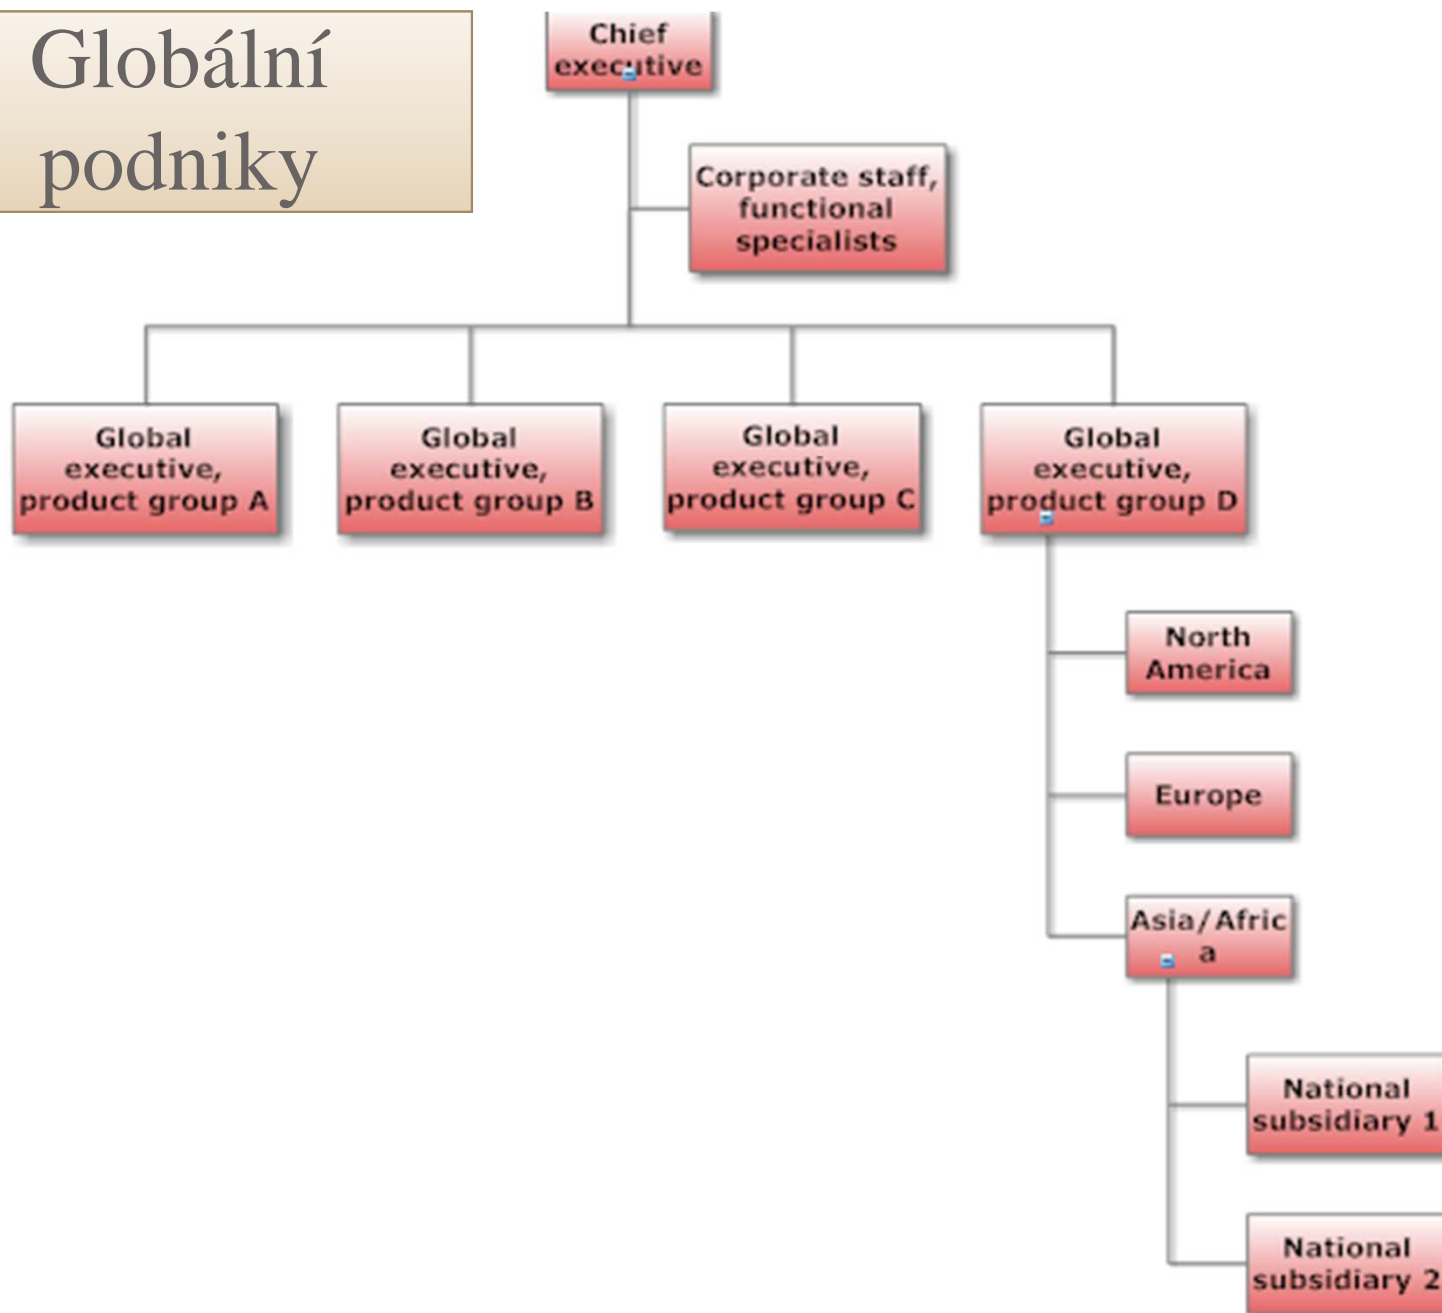 Globální
podniky
Chief
executive
Corporate staff,
functional
specialists
Global
executive,
product group A
Global
executive,
product group B
Global
executive,
product group C
Global
executive,
product group D
North
America
Europe
Asia/Afric
a
National
subsidiary 1
National
subsidiary 2